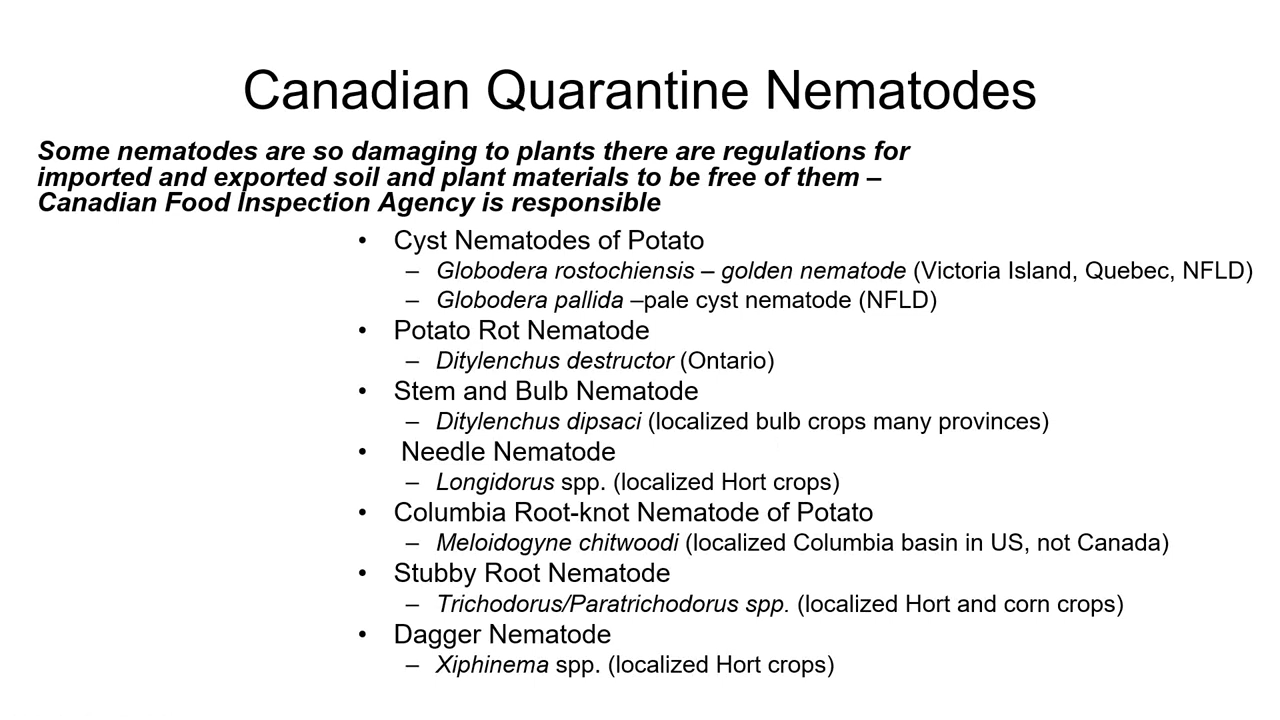 Canadian Quarantine Nematodes
Some nematodes are so damaging to plants there are regulations for
imported and exported soil and plant materials to be free of them –
Canadian Food Inspection Agency is responsible
• Cyst Nematodes of Potato
– Globodera rostochiensis – golden nematode (Victoria Island, Quebec, NFLD)
– Globodera pallida –pale cyst nematode (NFLD)
• Potato Rot Nematode
– Ditylenchus destructor (Ontario)
• Stem and Bulb Nematode
– Ditylenchus dipsaci (localized bulb crops many provinces)
• Needle Nematode
– Longidorus spp. (localized Hort crops)
• Columbia Root-knot Nematode of Potato
– Meloidogyne chitwoodi (localized Columbia basin in US, not Canada)
• Stubby Root Nematode
– Trichodorus/Paratrichodorus spp. (localized Hort and corn crops)
• Dagger Nematode
– Xiphinema spp. (localized Hort crops)